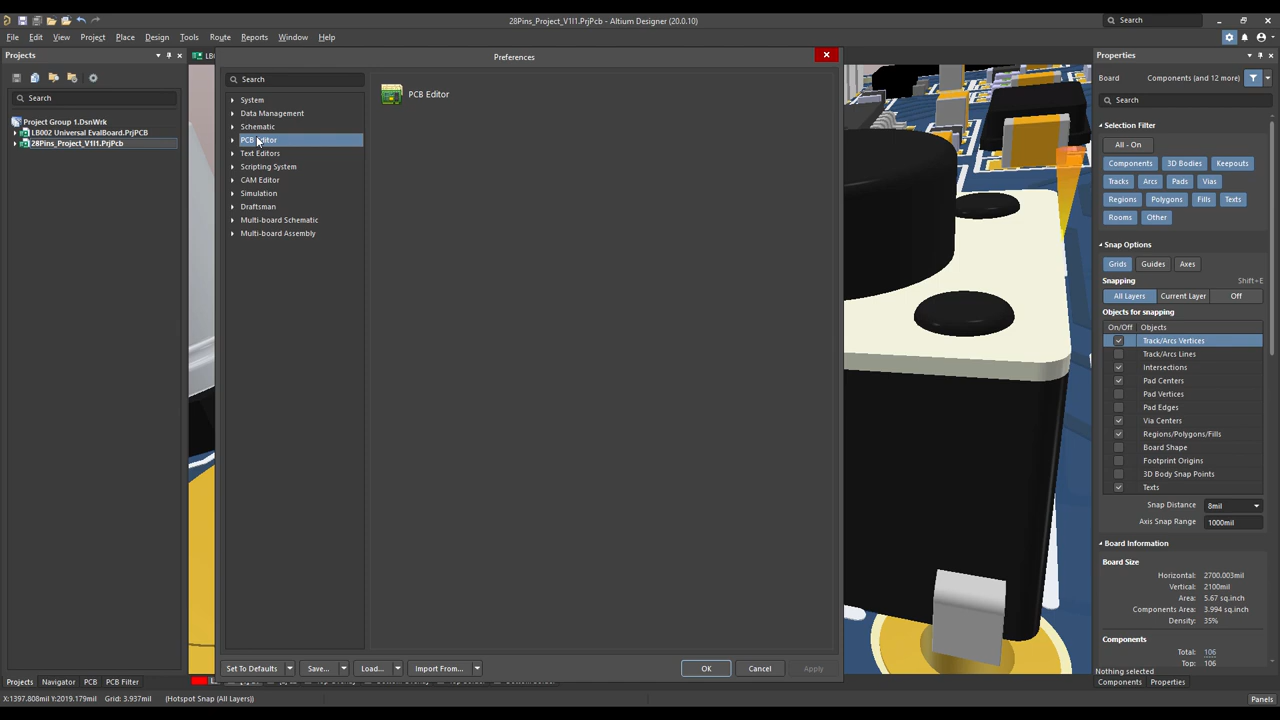 28Pins_Project_V1I1.PrjPcb - Altium Designer (20.0.10)
Search
File Edit View Project Place Design Tools Route Reports Window Help
Projects
LB0
Preferences
Properties
Board
Components (and 12 more)
Search
Search
Search
Project Group 1.DsnWrk
LB002 Universal EvalBoard.PrjPCB
28Pins_Project_V1I1.PrjPcb
System
Data Management
Schematic
PCB Editor
Text Editors
Scripting System
CAM Editor
Simulation
Draftsman
Multi-board Schematic
Multi-board Assembly
PCB Editor
Selection Filter
All - On
Components 3D Bodies Keepouts
Tracks Arcs Pads Vias
Regions Polygons Fills Texts
Rooms Other
Snap Options
Grids Guides Axes
Snapping Shift+E
All Layers Current Layer Off
Objects for snapping
On/Off Objects
Track/Arcs Vertices
Track/Arcs Lines
Intersections
Pad Centers
Pad Vertices
Pad Edges
Via Centers
Regions/Polygons/Fills
Board Shape
Footprint Origins
3D Body Snap Points
Texts
Snap Distance 8mil
Axis Snap Range 1000mil
Board Information
Board Size
Horizontal: 2700.003mil
Vertical: 2100mil
Area: 5.67 sq.inch
Components Area: 3.994 sq.inch
Density: 35%
Components
Total: 106
Top: 106
Nothing selected
Set To Defaults Save... Load... Import From... OK Cancel Apply
Projects Navigator PCB PCB Filter
Components Properties
X:1397.808mil Y:2019.179mil Grid: 3.937mil (Hotspot Snap (All Layers))
Panels